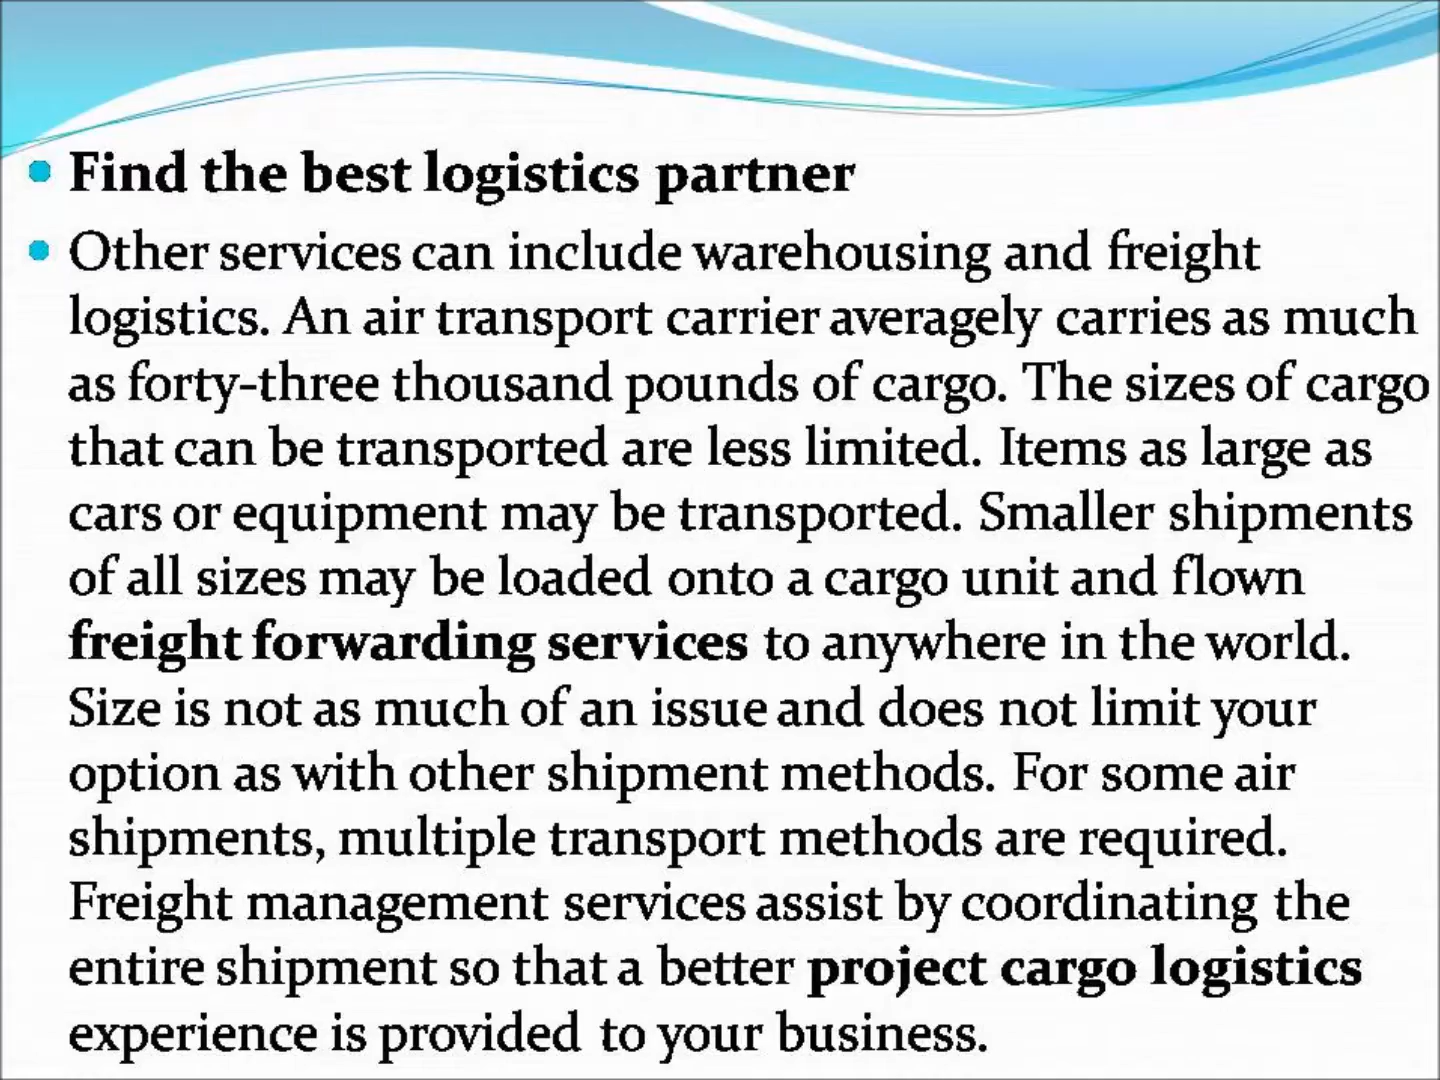 Find the best logistics partner
Other services can include warehousing and freight
logistics. An air transport carrier averagely carries as much
as forty-three thousand pounds of cargo. The sizes of cargo
that can be transported are less limited. Items as large as
cars or equipment may be transported. Smaller shipments
of all sizes may be loaded onto a cargo unit and flown
freight forwarding services to anywhere in the world.
Size is not as much of an issue and does not limit your
option as with other shipment methods. For some air
shipments, multiple transport methods are required.
Freight management services assist by coordinating the
entire shipment so that a better project cargo logistics
experience is provided to your business.